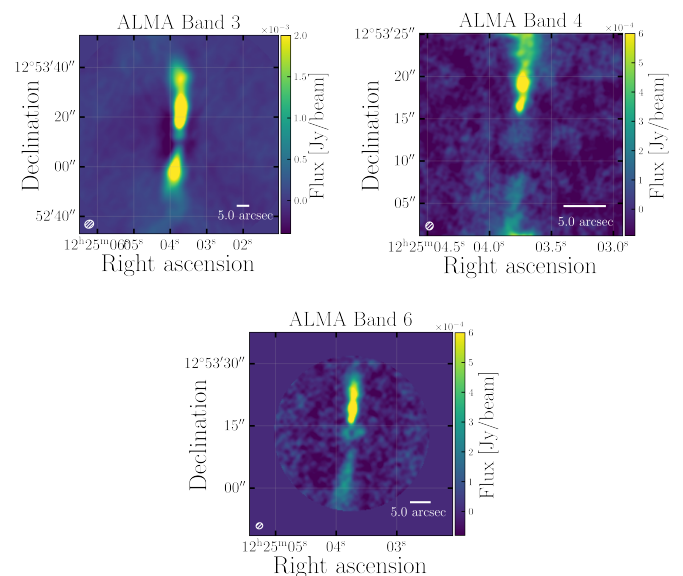 ALMA Band 3
×10⁻³
12°53′40″
20″
00″
52′40″
Declination
5.0 arcsec
12ʰ25ᵐ06ˢ 05ˢ 04ˢ 03ˢ 02ˢ
Right ascension
2.0
1.5
1.0
0.5
0.0
Flux [Jy/beam]
ALMA Band 4
×10⁻⁴
12°53′25″
20″
15″
10″
05″
Declination
5.0 arcsec
12ʰ25ᵐ04.5ˢ 04.0ˢ 03.5ˢ 03.0ˢ
Right ascension
6
5
4
3
2
1
0
Flux [Jy/beam]
ALMA Band 6
×10⁻⁴
12°53′30″
15″
00″
Declination
5.0 arcsec
12ʰ25ᵐ05ˢ 04ˢ 03ˢ
Right ascension
6
5
4
3
2
1
0
Flux [Jy/beam]